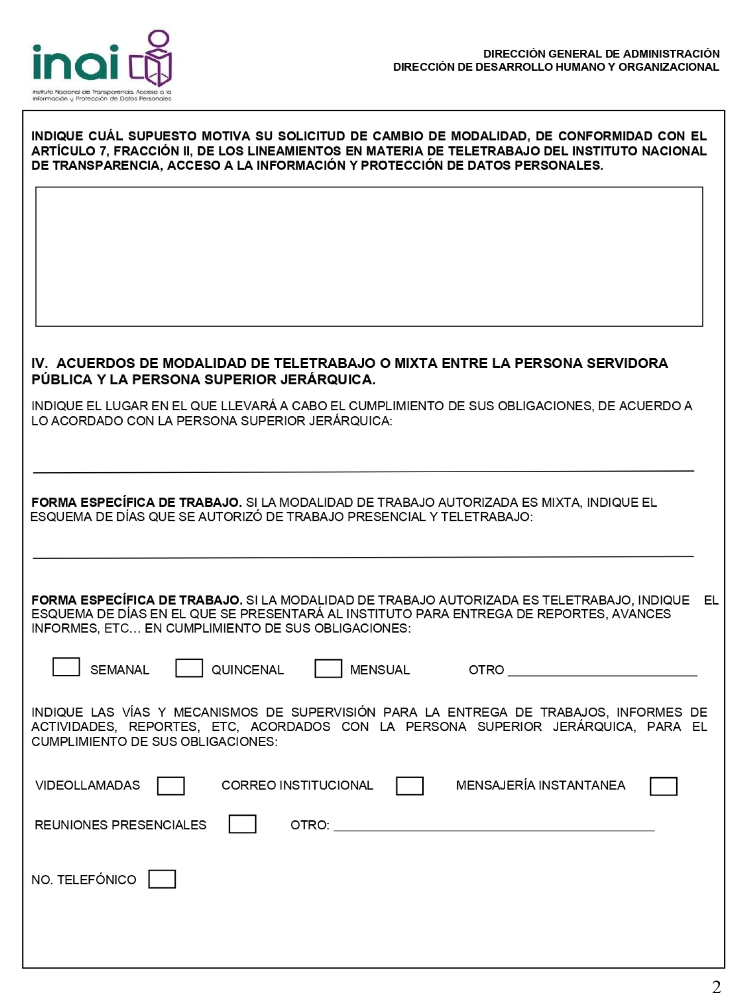 inai
Instituto Nacional de Transparencia, Acceso a la
Información y Protección de Datos Personales
DIRECCIÓN GENERAL DE ADMINISTRACIÓN
DIRECCIÓN DE DESARROLLO HUMANO Y ORGANIZACIONAL
INDIQUE CUÁL SUPUESTO MOTIVA SU SOLICITUD DE CAMBIO DE MODALIDAD, DE CONFORMIDAD CON EL
ARTÍCULO 7, FRACCIÓN II, DE LOS LINEAMIENTOS EN MATERIA DE TELETRABAJO DEL INSTITUTO NACIONAL
DE TRANSPARENCIA, ACCESO A LA INFORMACIÓN Y PROTECCIÓN DE DATOS PERSONALES.
IV. ACUERDOS DE MODALIDAD DE TELETRABAJO O MIXTA ENTRE LA PERSONA SERVIDORA
PÚBLICA Y LA PERSONA SUPERIOR JERÁRQUICA.
INDIQUE EL LUGAR EN EL QUE LLEVARÁ A CABO EL CUMPLIMIENTO DE SUS OBLIGACIONES, DE ACUERDO A
LO ACORDADO CON LA PERSONA SUPERIOR JERÁRQUICA:
FORMA ESPECÍFICA DE TRABAJO. SI LA MODALIDAD DE TRABAJO AUTORIZADA ES MIXTA, INDIQUE EL
ESQUEMA DE DÍAS QUE SE AUTORIZÓ DE TRABAJO PRESENCIAL Y TELETRABAJO:
FORMA ESPECÍFICA DE TRABAJO. SI LA MODALIDAD DE TRABAJO AUTORIZADA ES TELETRABAJO, INDIQUE EL
ESQUEMA DE DÍAS EN EL QUE SE PRESENTARÁ AL INSTITUTO PARA ENTREGA DE REPORTES, AVANCES
INFORMES, ETC… EN CUMPLIMIENTO DE SUS OBLIGACIONES:
SEMANAL QUINCENAL MENSUAL OTRO
INDIQUE LAS VÍAS Y MECANISMOS DE SUPERVISIÓN PARA LA ENTREGA DE TRABAJOS, INFORMES DE
ACTIVIDADES, REPORTES, ETC, ACORDADOS CON LA PERSONA SUPERIOR JERÁRQUICA, PARA EL
CUMPLIMIENTO DE SUS OBLIGACIONES:
VIDEOLLAMADAS CORREO INSTITUCIONAL MENSAJERÍA INSTANTANEA
REUNIONES PRESENCIALES OTRO:
NO. TELEFÓNICO
2